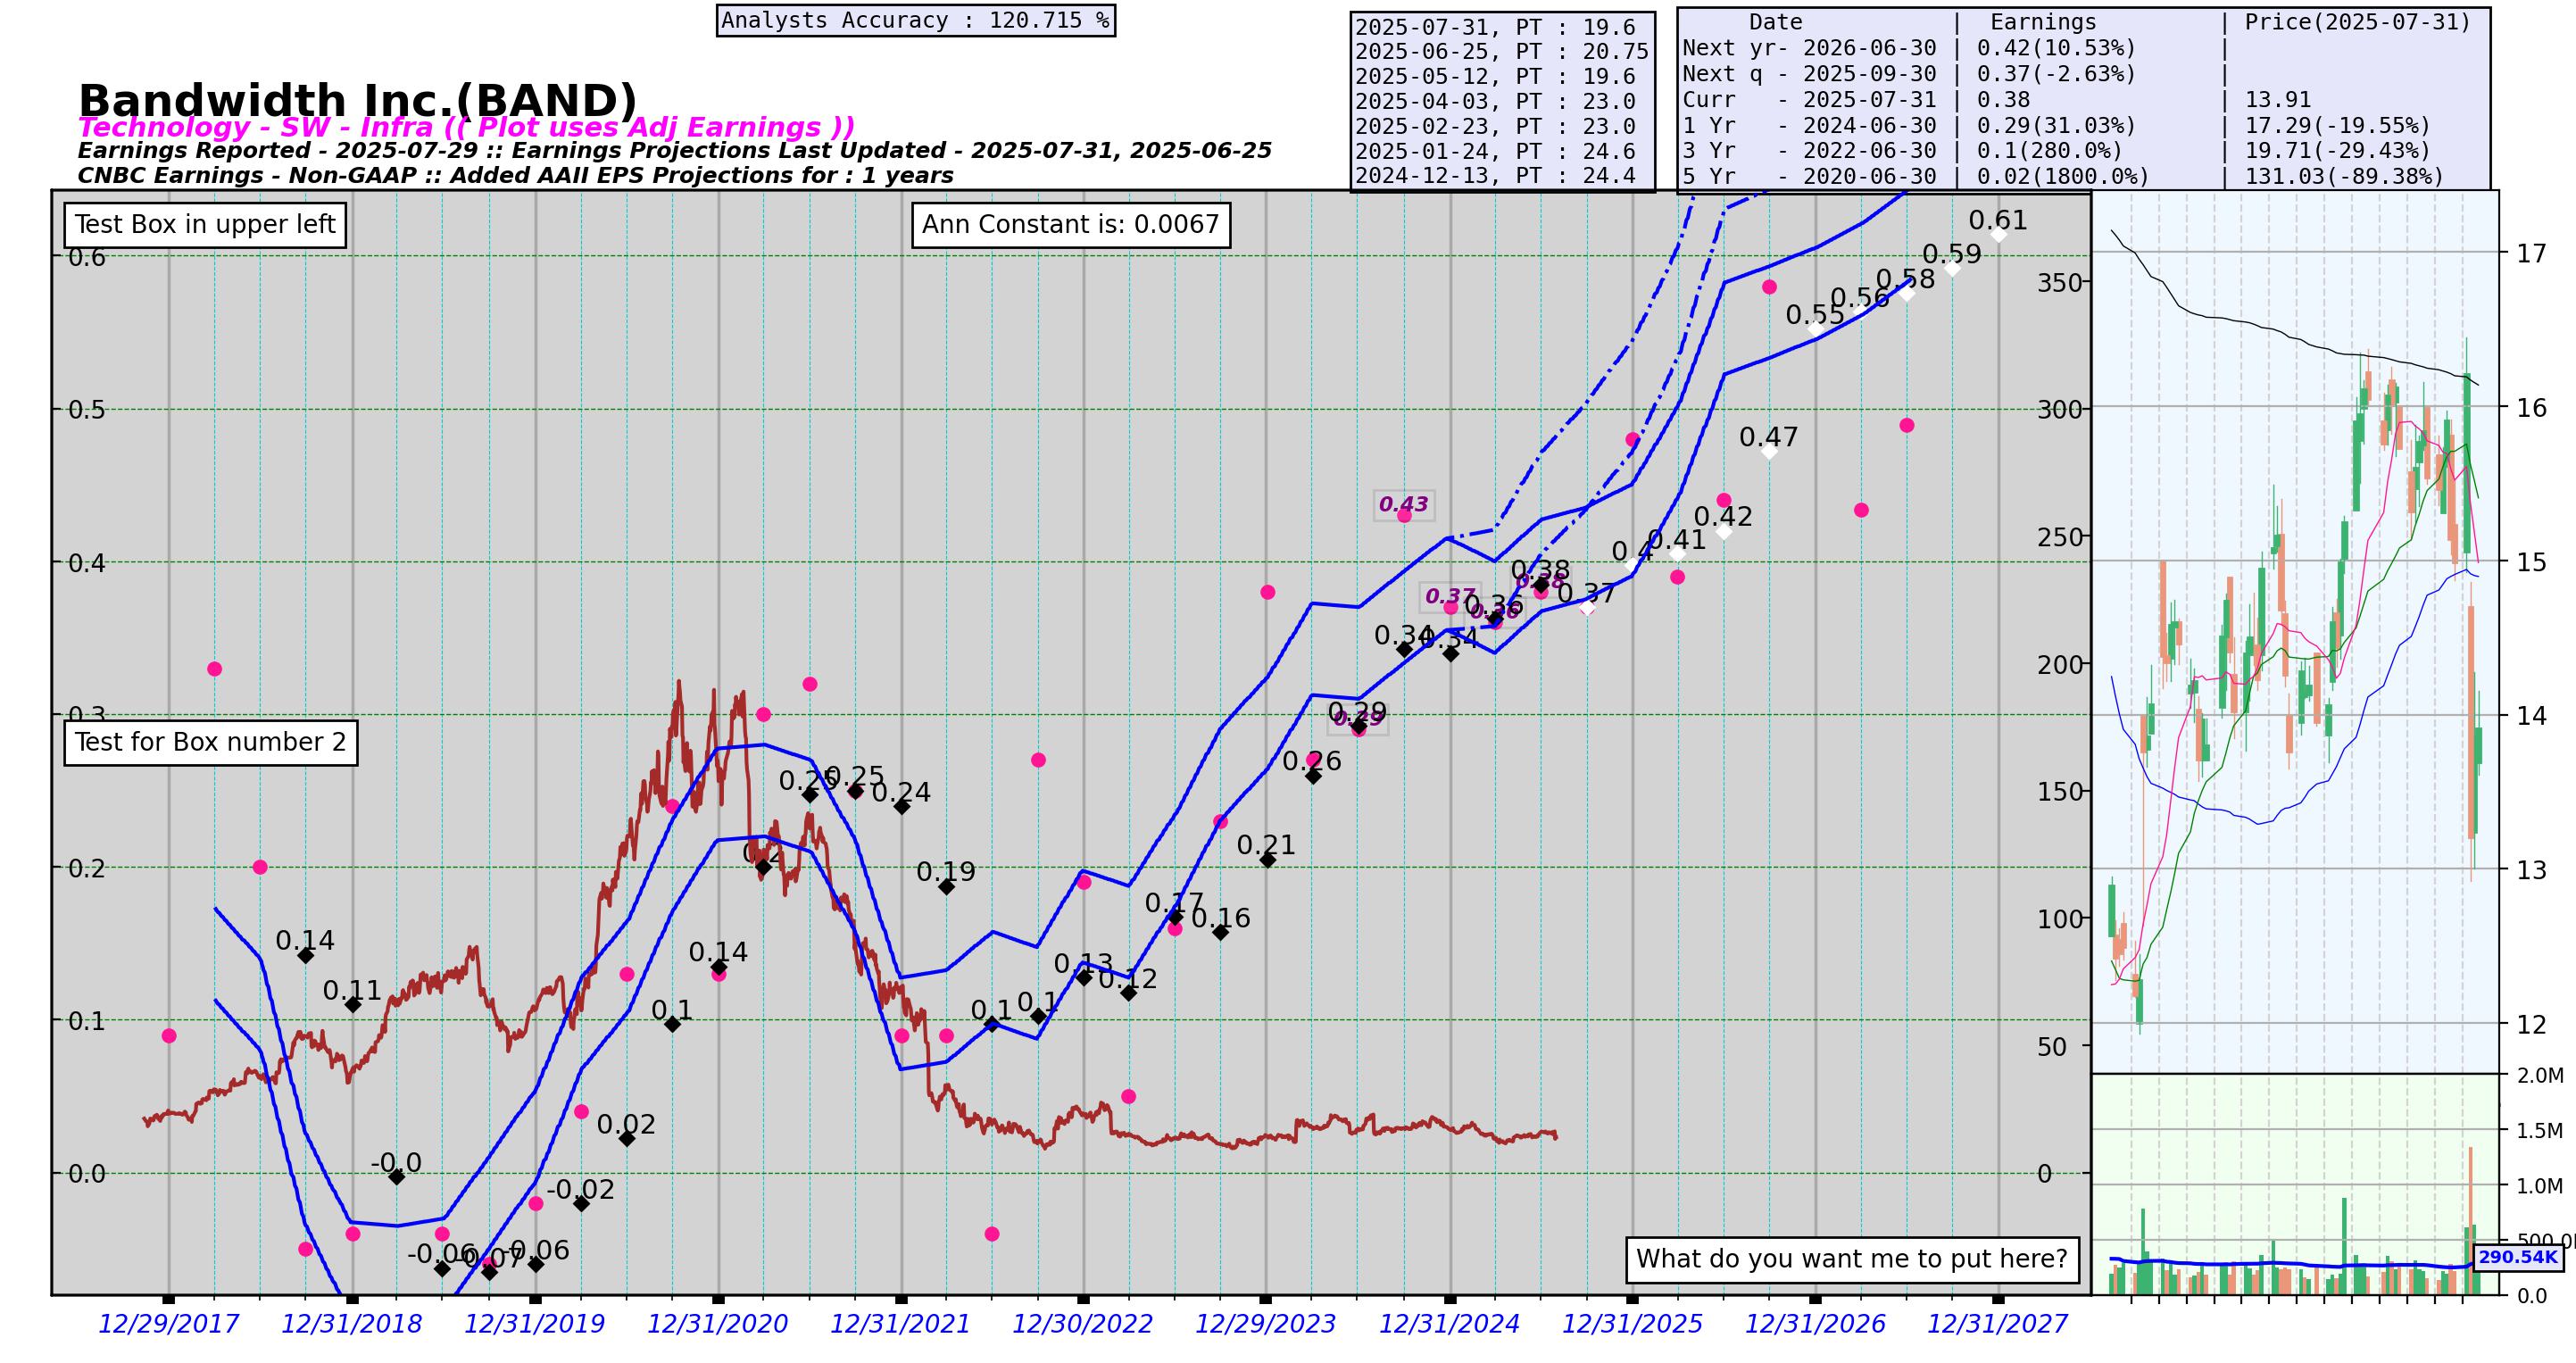 Analysts Accuracy : 120.715 %
2025-07-31, PT : 19.6
2025-06-25, PT : 20.75
2025-05-12, PT : 19.6
2025-04-03, PT : 23.0
2025-02-23, PT : 23.0
2025-01-24, PT : 24.6
2024-12-13, PT : 24.4
Date | Earnings | Price(2025-07-31)
Next yr- 2026-06-30 | 0.42(10.53%) |
Next q - 2025-09-30 | 0.37(-2.63%) |
Curr - 2025-07-31 | 0.38 | 13.91
1 Yr - 2024-06-30 | 0.29(31.03%) | 17.29(-19.55%)
3 Yr - 2022-06-30 | 0.1(280.0%) | 19.71(-29.43%)
5 Yr - 2020-06-30 | 0.02(1800.0%) | 131.03(-89.38%)
Bandwidth Inc.(BAND)
Technology - SW - Infra (( Plot uses Adj Earnings ))
Earnings Reported - 2025-07-29 :: Earnings Projections Last Updated - 2025-07-31, 2025-06-25
CNBC Earnings - Non-GAAP :: Added AAII EPS Projections for : 1 years
Test Box in upper left
Ann Constant is: 0.0067
Test for Box number 2
What do you want me to put here?
0.6
0.5
0.4
0.3
0.2
0.1
0.0
0.14
0.11
-0.0
-0.06
-0.07
-0.06
-0.02
0.02
0.1
0.14
0.2
0.25
0.25
0.24
0.19
0.1
0.1
0.13
0.12
0.17
0.16
0.21
0.26
0.29
0.29
0.34
0.43
0.34
0.37
0.36
0.36
0.38
0.38
0.37
0.4
0.41
0.42
0.47
0.55
0.56
0.58
0.59
0.61
350
300
250
200
150
100
50
0
17
16
15
14
13
12
2.0M
1.5M
1.0M
290.54K
0.0
12/29/2017
12/31/2018
12/31/2019
12/31/2020
12/31/2021
12/30/2022
12/29/2023
12/31/2024
12/31/2025
12/31/2026
12/31/2027